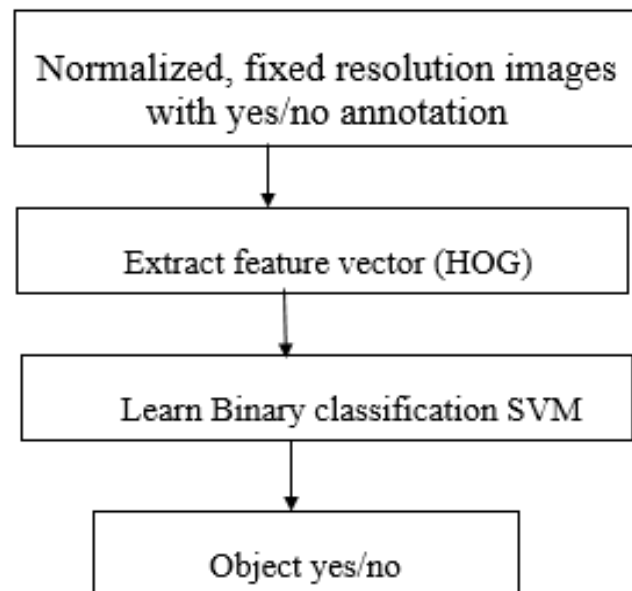 Normalized, fixed resolution images
with yes/no annotation
Extract feature vector (HOG)
Learn Binary classification SVM
Object yes/no